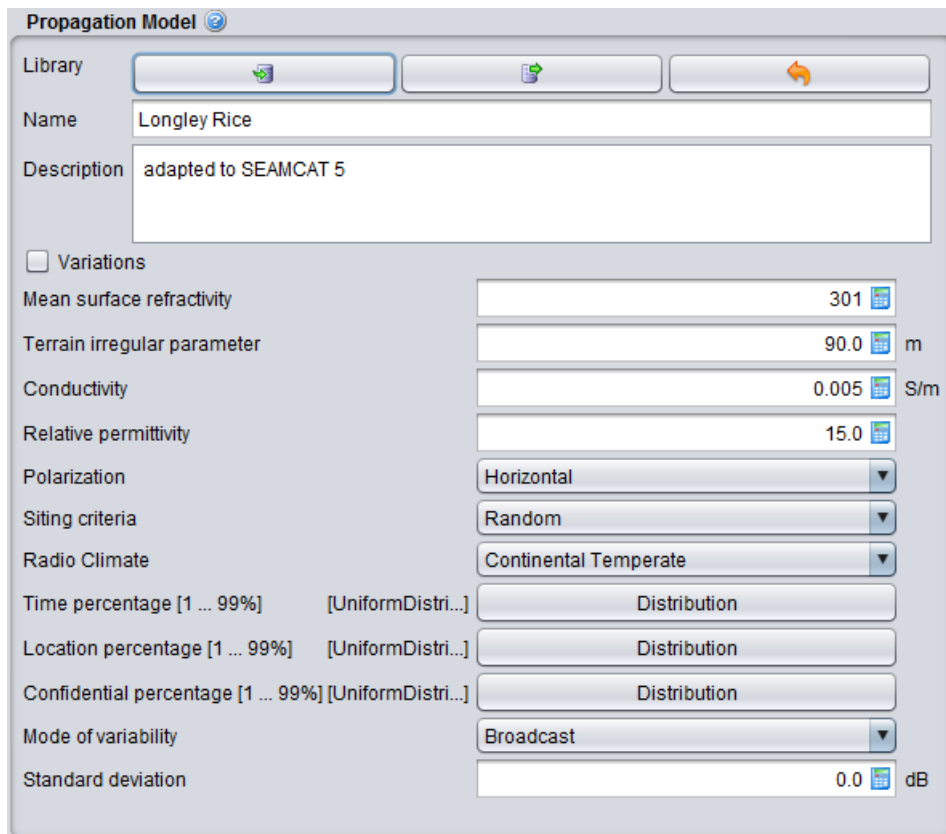 Propagation Model
Library
Name Longley Rice
Description adapted to SEAMCAT 5
Variations
Mean surface refractivity 301
Terrain irregular parameter 90.0 m
Conductivity 0.005 S/m
Relative permittivity 15.0
Polarization Horizontal
Siting criteria Random
Radio Climate Continental Temperate
Time percentage [1 ... 99%] [UniformDistri...] Distribution
Location percentage [1 ... 99%] [UniformDistri...] Distribution
Confidential percentage [1 ... 99%] [UniformDistri...] Distribution
Mode of variability Broadcast
Standard deviation 0.0 dB